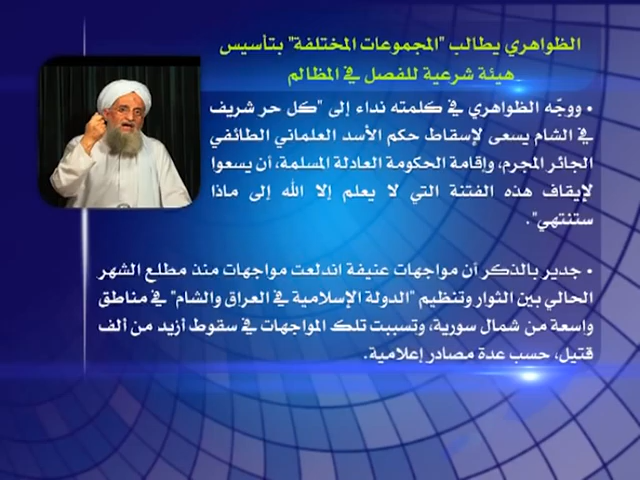 الظواهري يطالب "المجموعات المختلفة" بتأسيس
هيئة شرعية للفصل في المظالم
• ووجّه الظواهري في كلمته نداء إلى "كل حر شريف
في الشام يسعى لإسقاط حكم الأسد العلماني الطائفي
الجائر المجرم، وإقامة الحكومة العادلة المسلمة، أن يسعوا
لإيقاف هذه الفتنة التي لا يعلم إلا الله إلى ماذا
ستنتهي".
• جدير بالذكر أن مواجهات عنيفة اندلعت مواجهات منذ مطلع الشهر
الحالي بين الثوار وتنظيم "الدولة الإسلامية في العراق والشام" في مناطق
واسعة من شمال سورية، وتسببت تلك المواجهات في سقوط أزيد من ألف
قتيل، حسب عدة مصادر إعلامية.